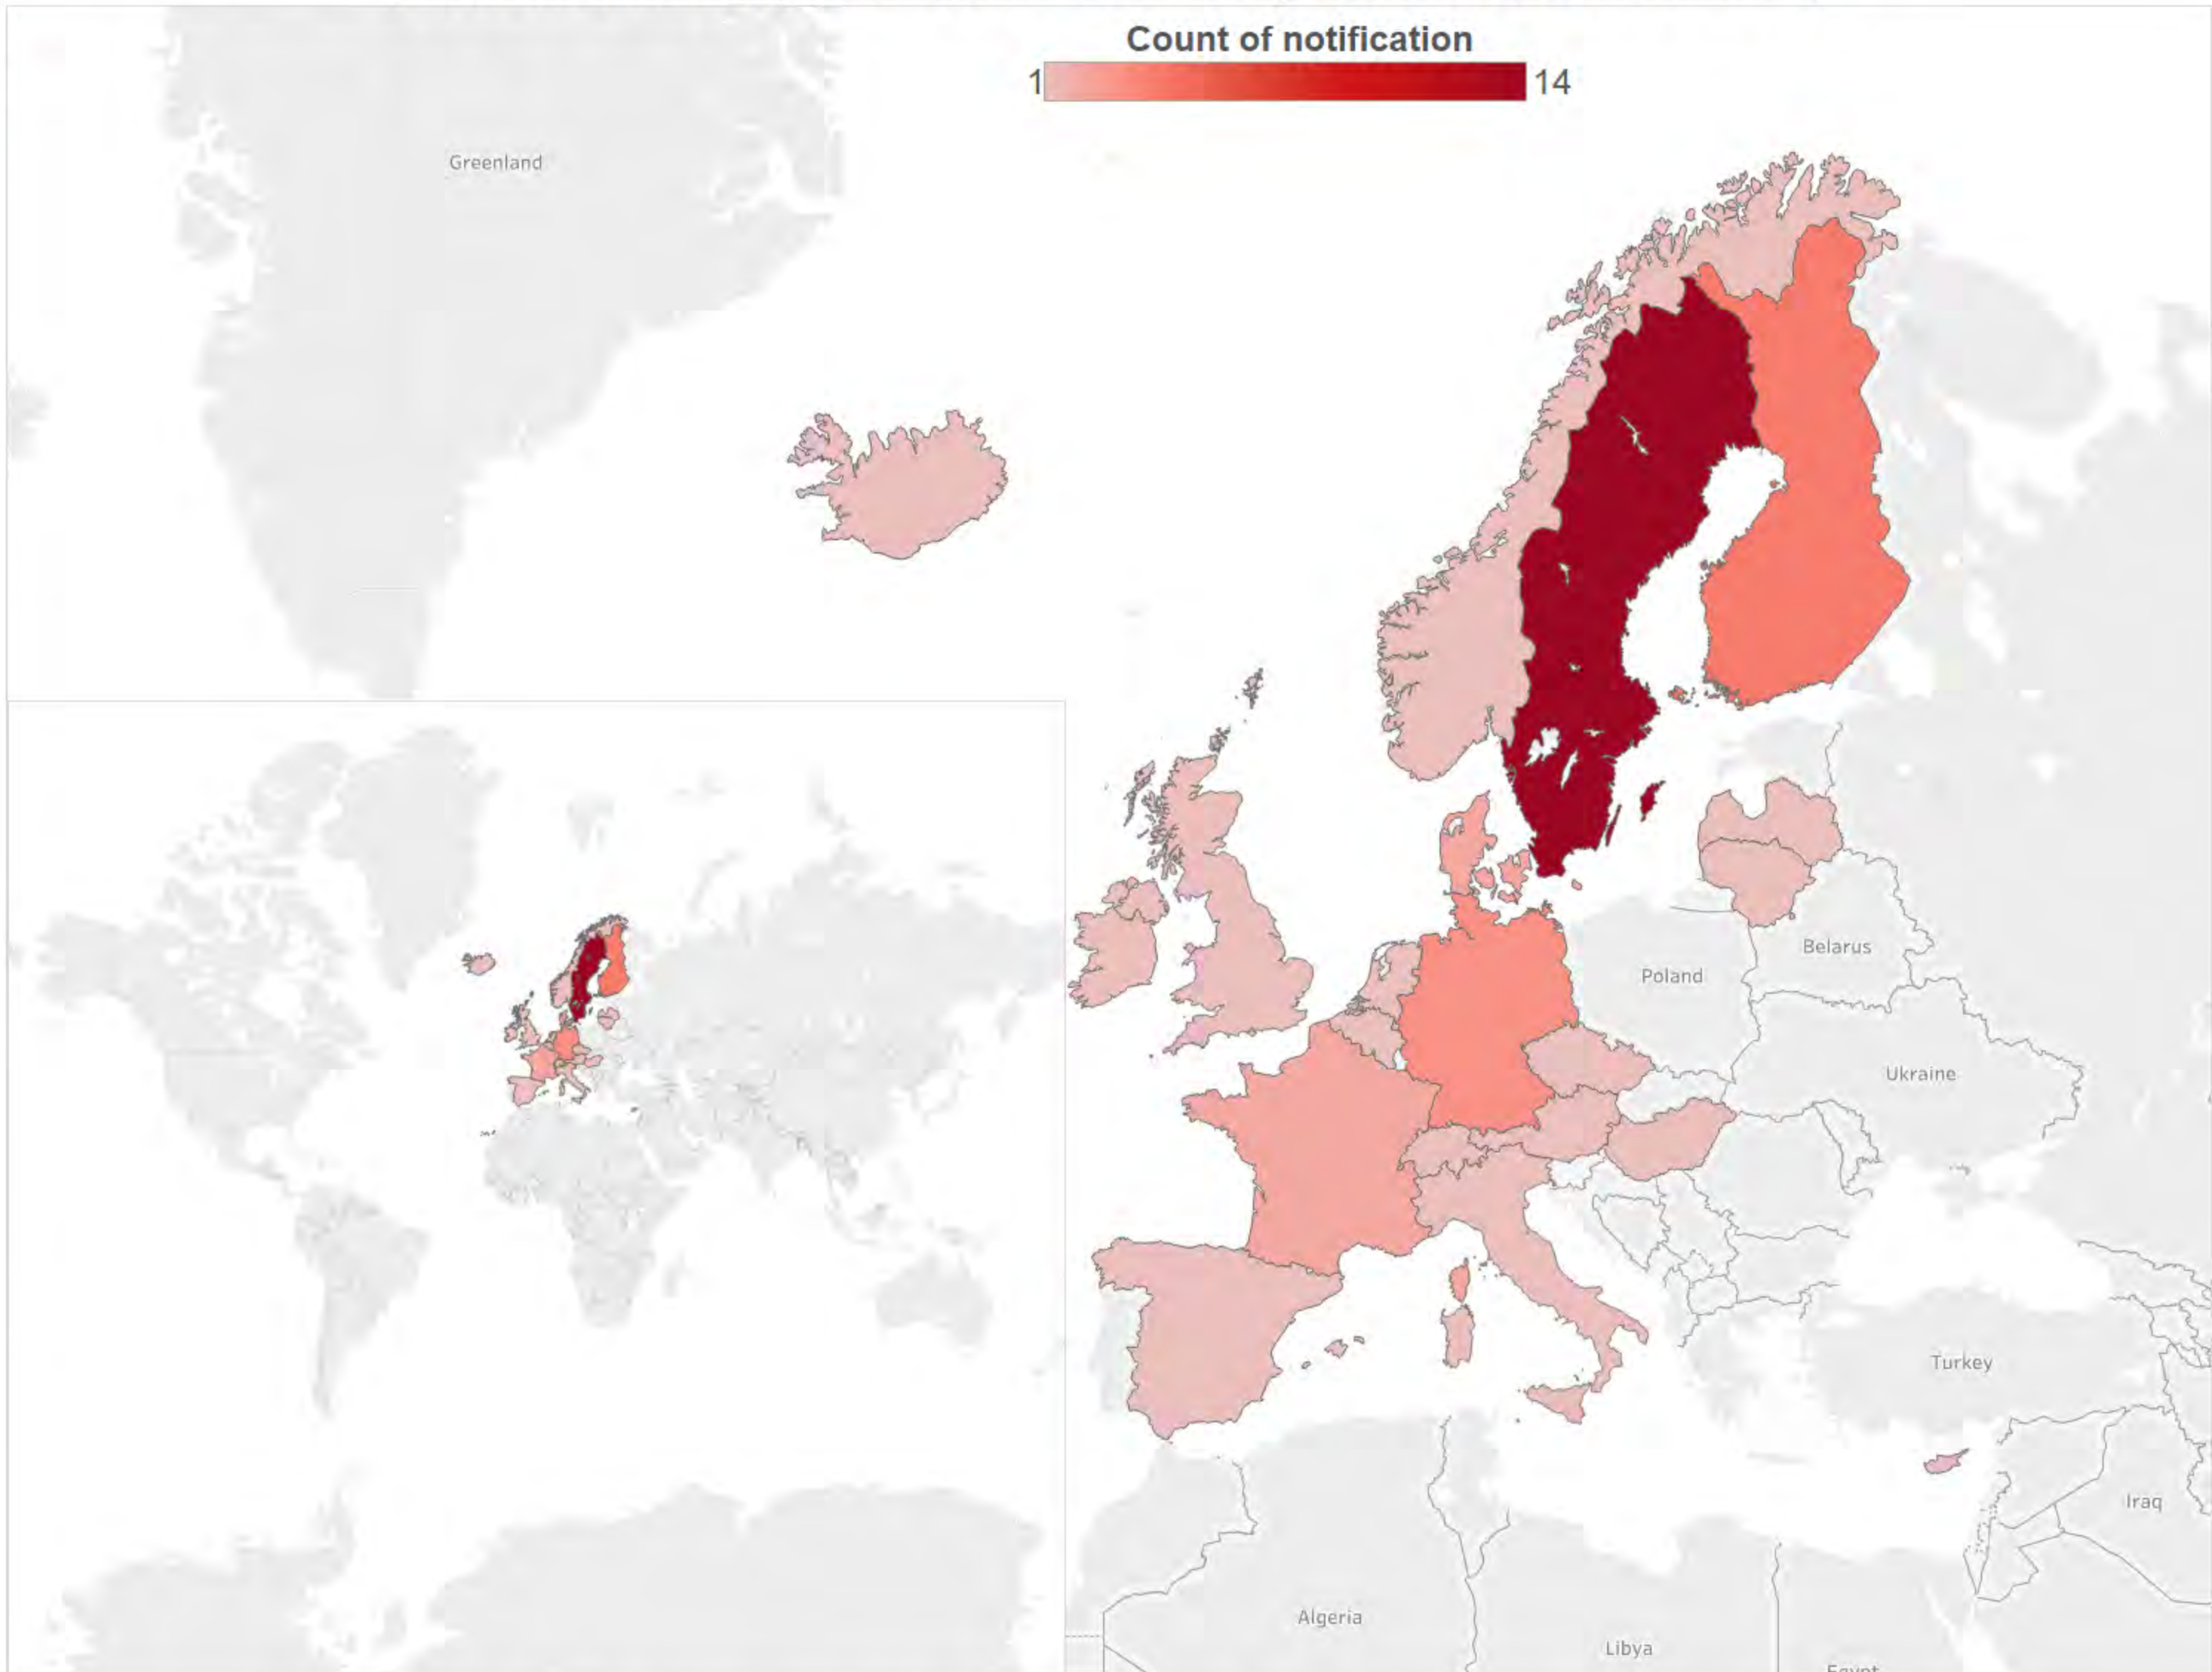 Count of notification
1 14
Greenland
Belarus
Poland
Ukraine
Turkey
Iraq
Algeria
Libya